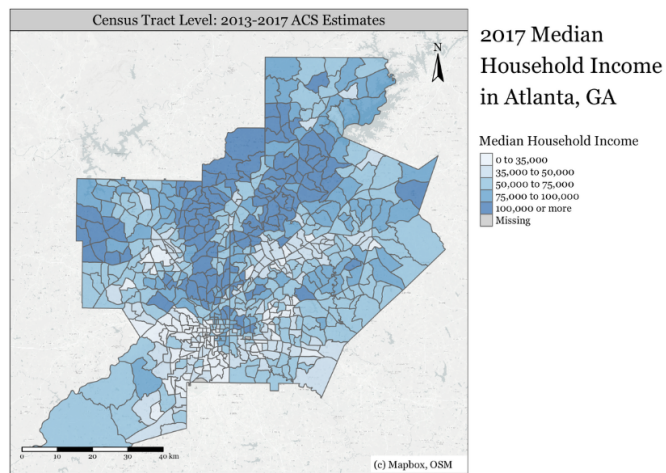 Census Tract Level: 2013-2017 ACS Estimates
N
2017 Median
Household Income
in Atlanta, GA
Median Household Income
0 to 35,000
35,000 to 50,000
50,000 to 75,000
75,000 to 100,000
100,000 or more
Missing
0 10 20 30 40 km
(c) Mapbox, OSM